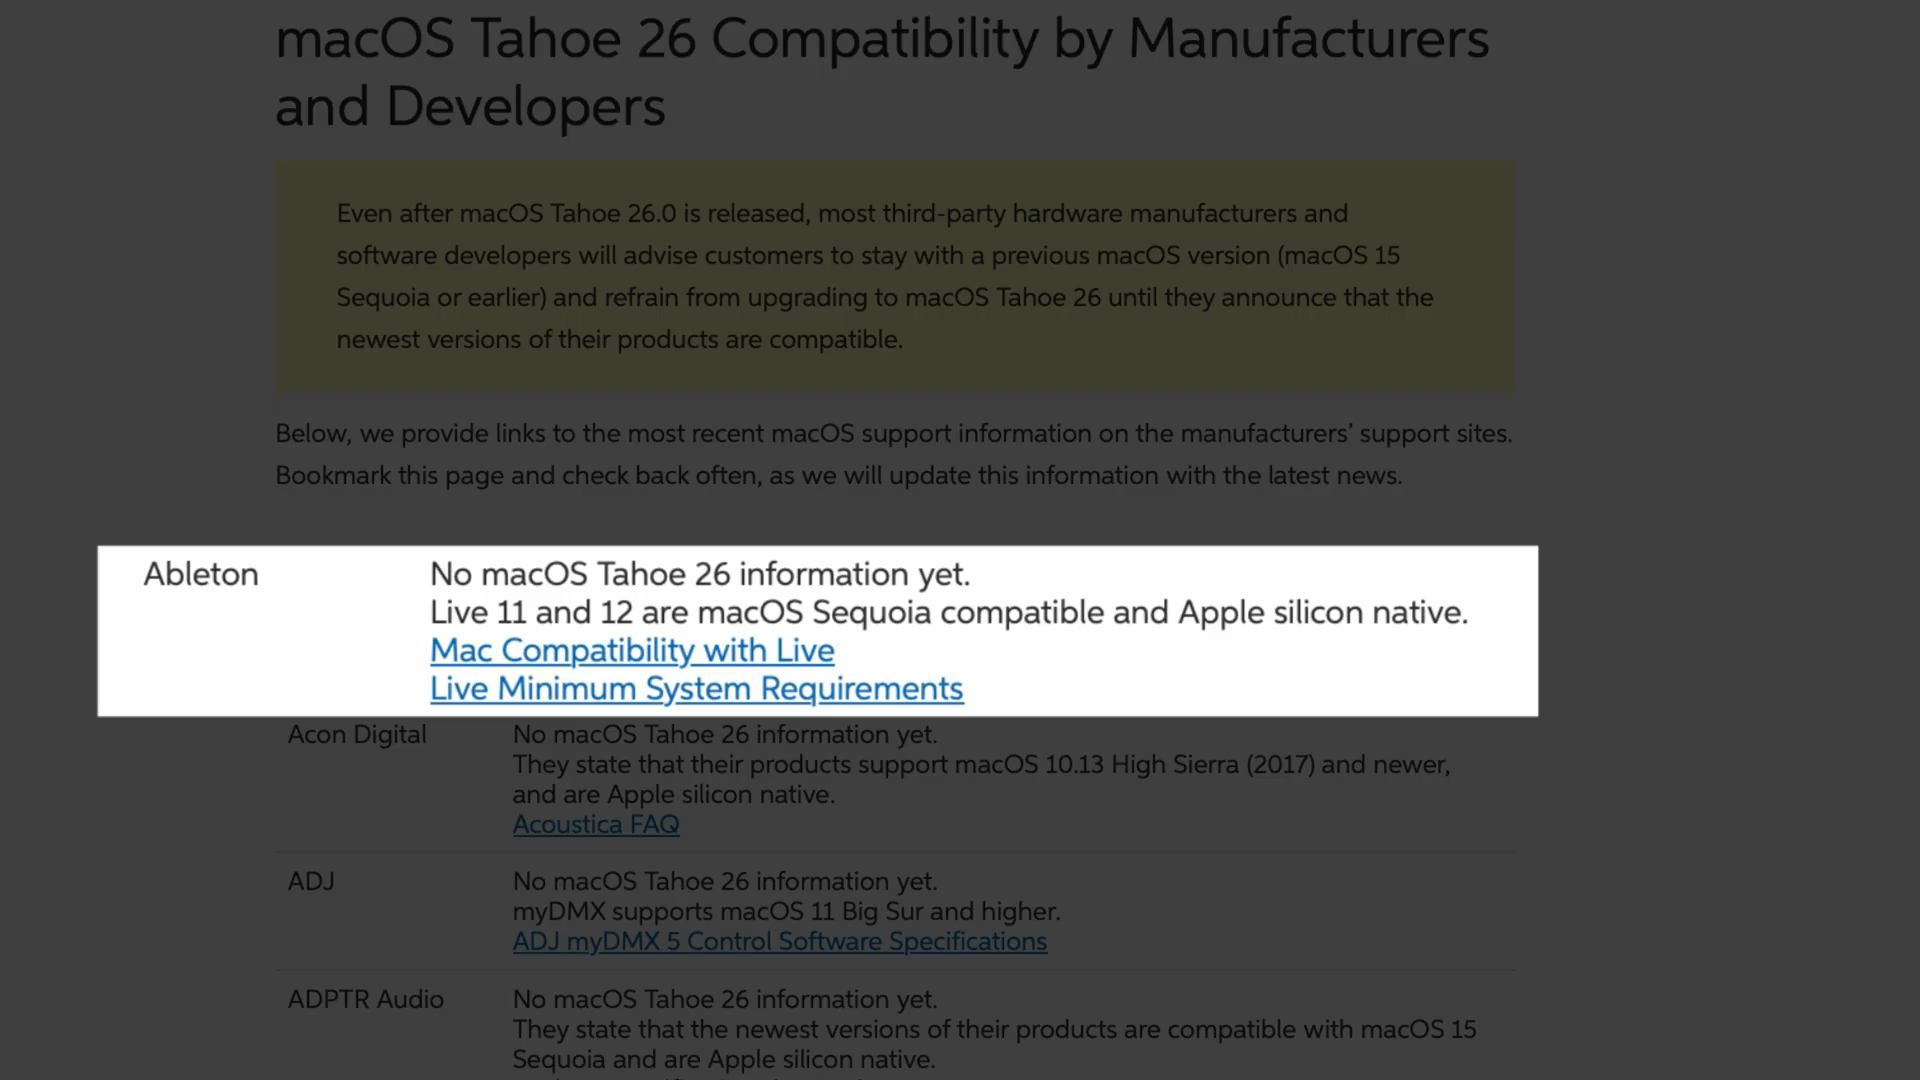 macOS Tahoe 26 Compatibility by Manufacturers
and Developers
Even after macOS Tahoe 26.0 is released, most third-party hardware manufacturers and
software developers will advise customers to stay with a previous macOS version (macOS 15
Sequoia or earlier) and refrain from upgrading to macOS Tahoe 26 until they announce that the
newest versions of their products are compatible.
Below, we provide links to the most recent macOS support information on the manufacturers’ support sites.
Bookmark this page and check back often, as we will update this information with the latest news.
Ableton
No macOS Tahoe 26 information yet.
Live 11 and 12 are macOS Sequoia compatible and Apple silicon native.
Mac Compatibility with Live
Live Minimum System Requirements
Acon Digital
No macOS Tahoe 26 information yet.
They state that their products support macOS 10.13 High Sierra (2017) and newer,
and are Apple silicon native.
Acoustica FAQ
ADJ
No macOS Tahoe 26 information yet.
myDMX supports macOS 11 Big Sur and higher.
ADJ myDMX 5 Control Software Specifications
ADPTR Audio
No macOS Tahoe 26 information yet.
They state that the newest versions of their products are compatible with macOS 15
Sequoia and are Apple silicon native.